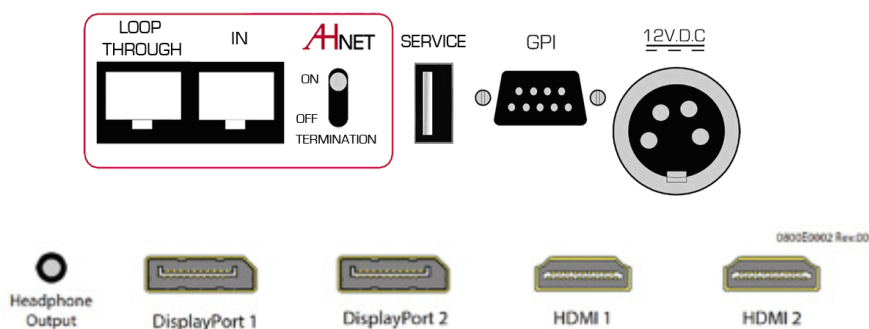 LOOP
THROUGH
IN
AHNET
SERVICE
GPI
12V.D.C
ON
OFF
TERMINATION
0800E0002 Rev.00
Headphone
Output
DisplayPort 1
DisplayPort 2
HDMI 1
HDMI 2